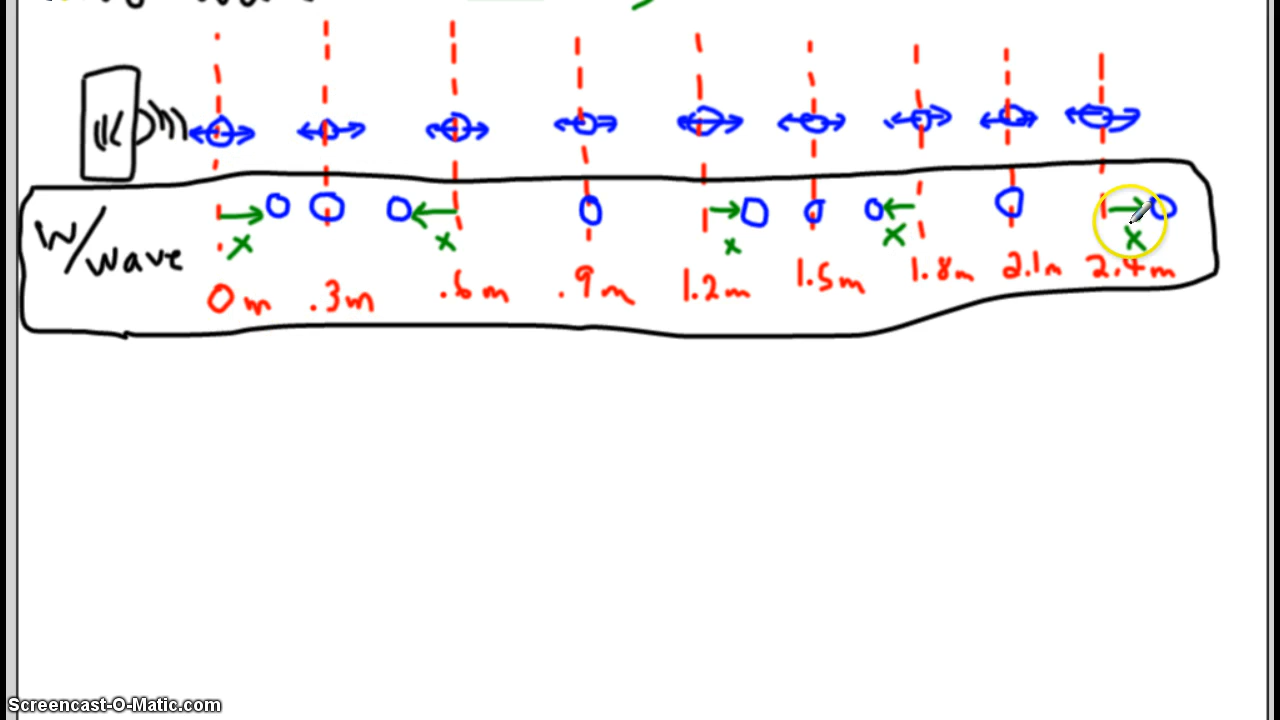 W/wave
x x x x x
0m .3m .6m .9m 1.2m 1.5m 1.8m 2.1m 2.4m
Screencast-O-Matic.com